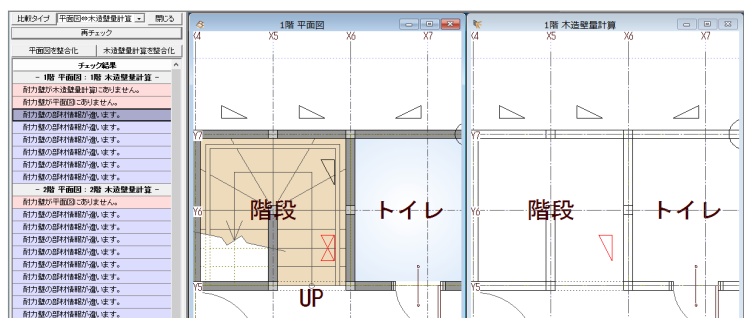 比較タイプ 平面図⇔木造壁量計算 閉じる
再チェック
平面図を整合化 木造壁量計算を整合化
チェック結果
- 1階 平面図：1階 木造壁量計算 -
耐力壁が木造壁量計算にありません。
耐力壁が平面図にありません。
耐力壁の部材情報が違います。
耐力壁の部材情報が違います。
耐力壁の部材情報が違います。
耐力壁の部材情報が違います。
耐力壁の部材情報が違います。
耐力壁の部材情報が違います。
- 2階 平面図：2階 木造壁量計算 -
耐力壁が平面図にありません。
耐力壁の部材情報が違います。
耐力壁の部材情報が違います。
耐力壁の部材情報が違います。
耐力壁の部材情報が違います。
耐力壁の部材情報が違います。
耐力壁の部材情報が違います。
耐力壁の部材情報が違います。
耐力壁の部材情報が違います。
1階 平面図
X4 X5 X6 X7
Y7
Y6
Y5
階段
トイレ
UP
1階 木造壁量計算
X4 X5 X6 X7
Y7
Y6
Y5
階段
トイレ